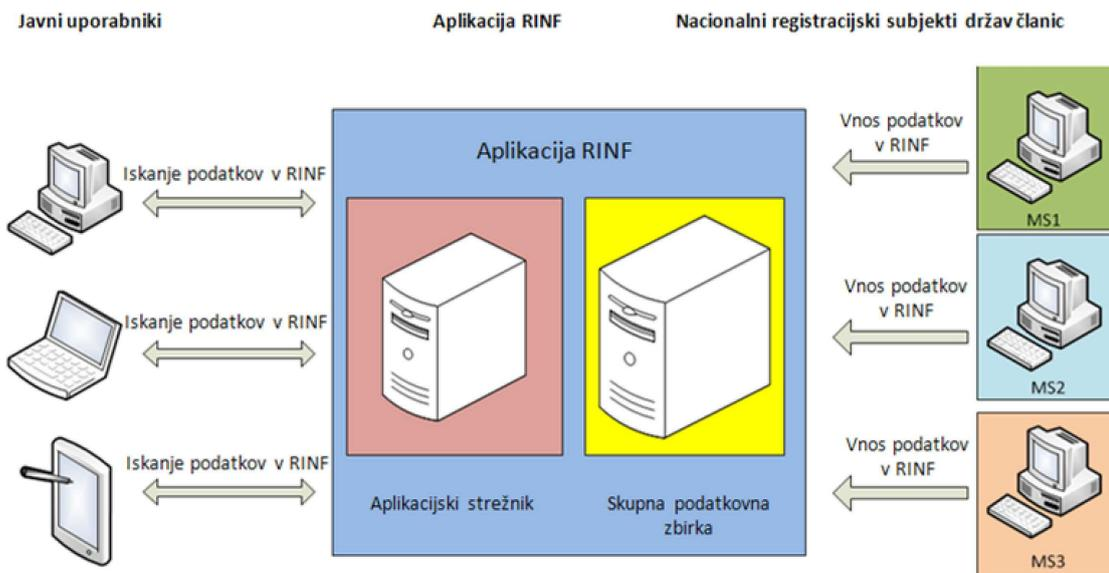 Javni uporabniki
Aplikacija RINF
Nacionalni registracijski subjekti držav članic
Iskanje podatkov v RINF
Iskanje podatkov v RINF
Iskanje podatkov v RINF
Aplikacija RINF
Aplikacijski strežnik
Skupna podatkovna
zbirka
Vnos podatkov
v RINF
MS1
Vnos podatkov
v RINF
MS2
Vnos podatkov
v RINF
MS3